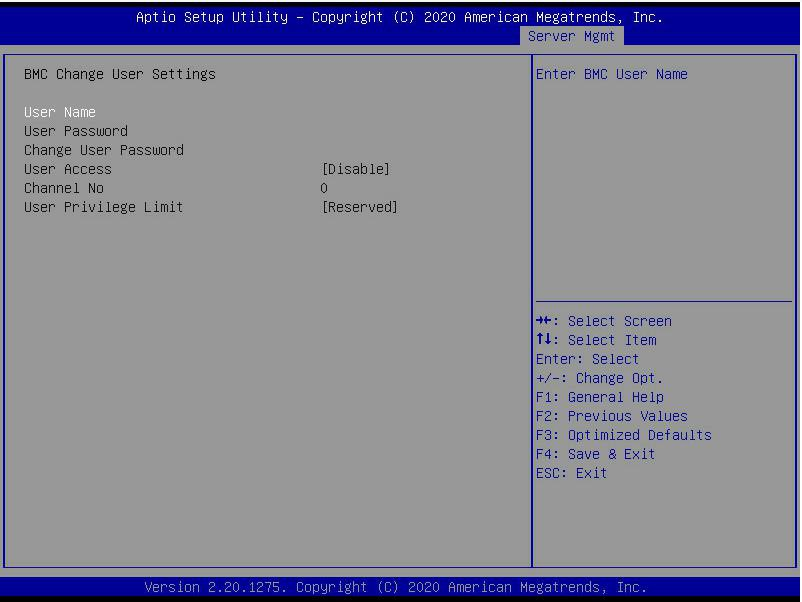 Aptio Setup Utility – Copyright (C) 2020 American Megatrends, Inc.
Server Mgmt
BMC Change User Settings
User Name
User Password
Change User Password
User Access [Disable]
Channel No 0
User Privilege Limit [Reserved]
Enter BMC User Name
→←: Select Screen
↑↓: Select Item
Enter: Select
+/-: Change Opt.
F1: General Help
F2: Previous Values
F3: Optimized Defaults
F4: Save & Exit
ESC: Exit
Version 2.20.1275. Copyright (C) 2020 American Megatrends, Inc.